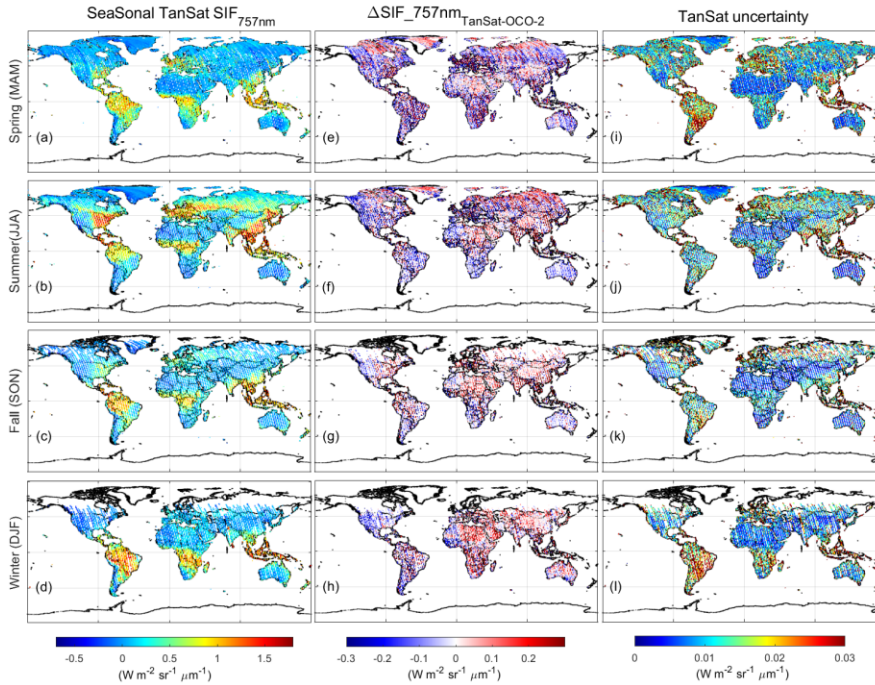 SeaSonal TanSat SIF757nm
ΔSIF_757nmTanSat-OCO-2
TanSat uncertainty
Spring (MAM)
(a)
(e)
(i)
Summer(JJA)
(b)
(f)
(j)
Fall (SON)
(c)
(g)
(k)
Winter (DJF)
(d)
(h)
(l)
-0.5 0 0.5 1 1.5
-0.3 -0.2 -0.1 0 0.1 0.2
0 0.01 0.02 0.03
(W m-2 sr-1 μm-1)
(W m-2 sr-1 μm-1)
(W m-2 sr-1 μm-1)